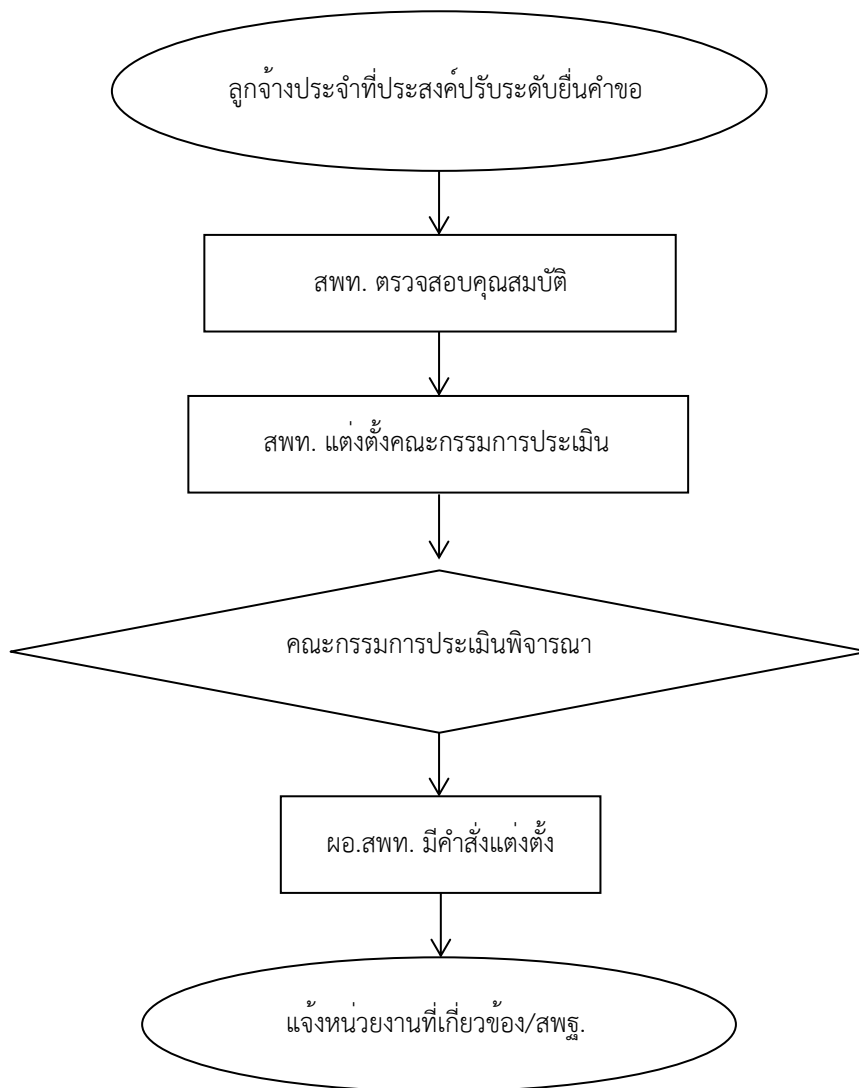 ลูกจ้างประจำที่ประสงค์ปรับระดับยื่นคำขอ
สพท. ตรวจสอบคุณสมบัติ
สพท. แต่งตั้งคณะกรรมการประเมิน
คณะกรรมการประเมินพิจารณา
ผอ.สพท. มีคำสั่งแต่งตั้ง
แจ้งหน่วยงานที่เกี่ยวข้อง/สพฐ.